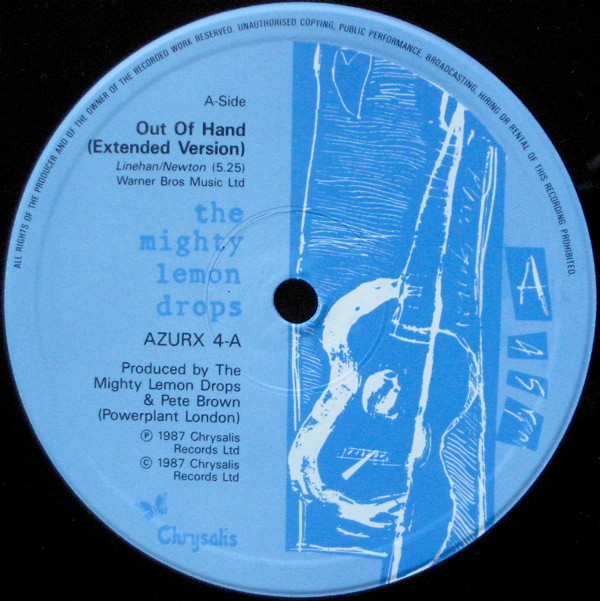 ALL RIGHTS OF THE PRODUCER AND OF THE OWNER OF THE RECORDED WORK RESERVED. UNAUTHORISED COPYING, PUBLIC PERFORMANCE, BROADCASTING, HIRING OR RENTAL OF THIS RECORDING PROHIBITED.
A-Side
Out Of Hand
(Extended Version)
Linehan/Newton (5.25)
Warner Bros Music Ltd
the
mighty
lemon
drops
AZURX 4-A
Produced by The
Mighty Lemon Drops
& Pete Brown
(Powerplant London)
℗ 1987 Chrysalis
Records Ltd
© 1987 Chrysalis
Records Ltd
Chrysalis
A